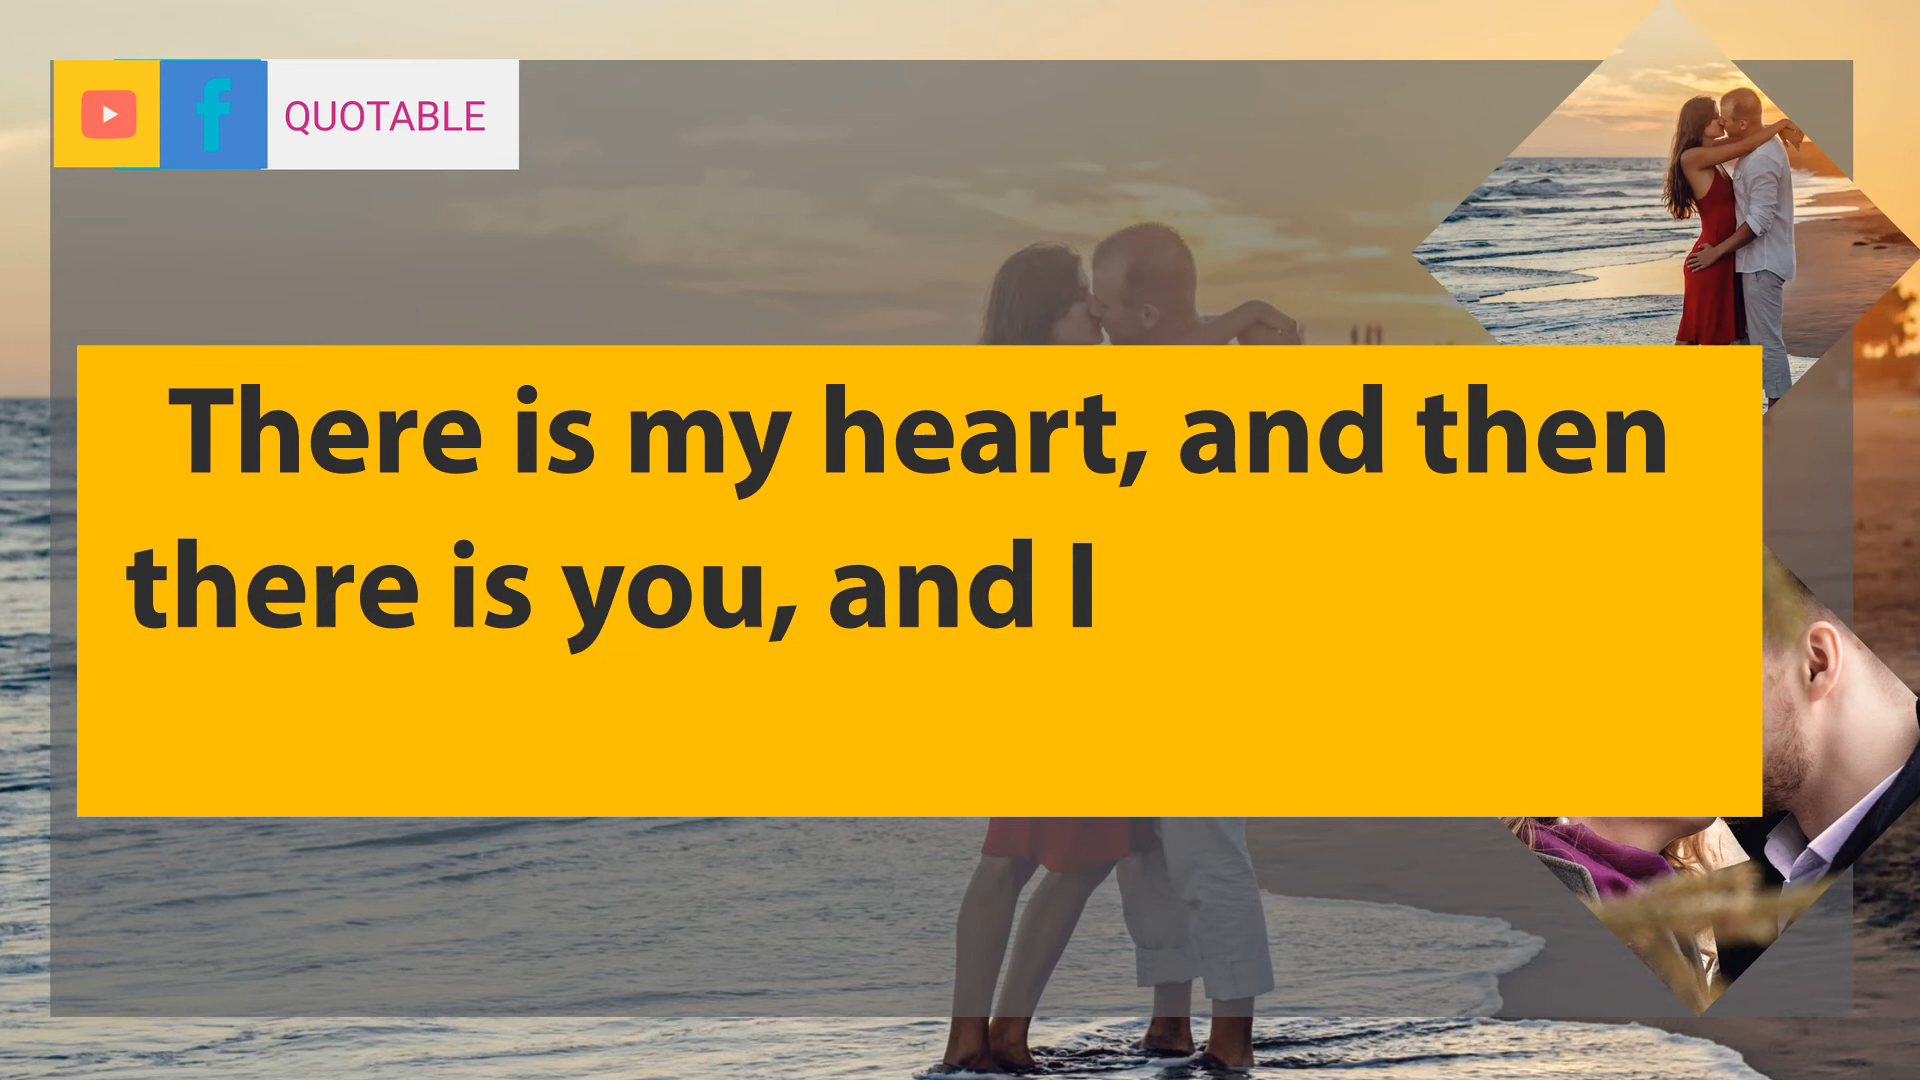 QUOTABLE
There is my heart, and then
there is you, and I